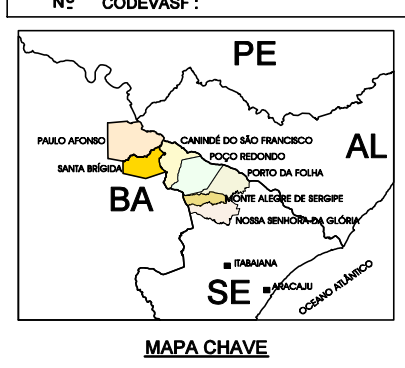 Nº CODEVASF :
PE
PAULO AFONSO
CANINDÉ DO SÃO FRANCISCO
AL
POÇO REDONDO
SANTA BRÍGIDA
PORTO DA FOLHA
BA
MONTE ALEGRE DE SERGIPE
NOSSA SENHORA DA GLÓRIA
ITABAIANA
SE
ARACAJU
OCEANO ATLÂNTICO
MAPA CHAVE